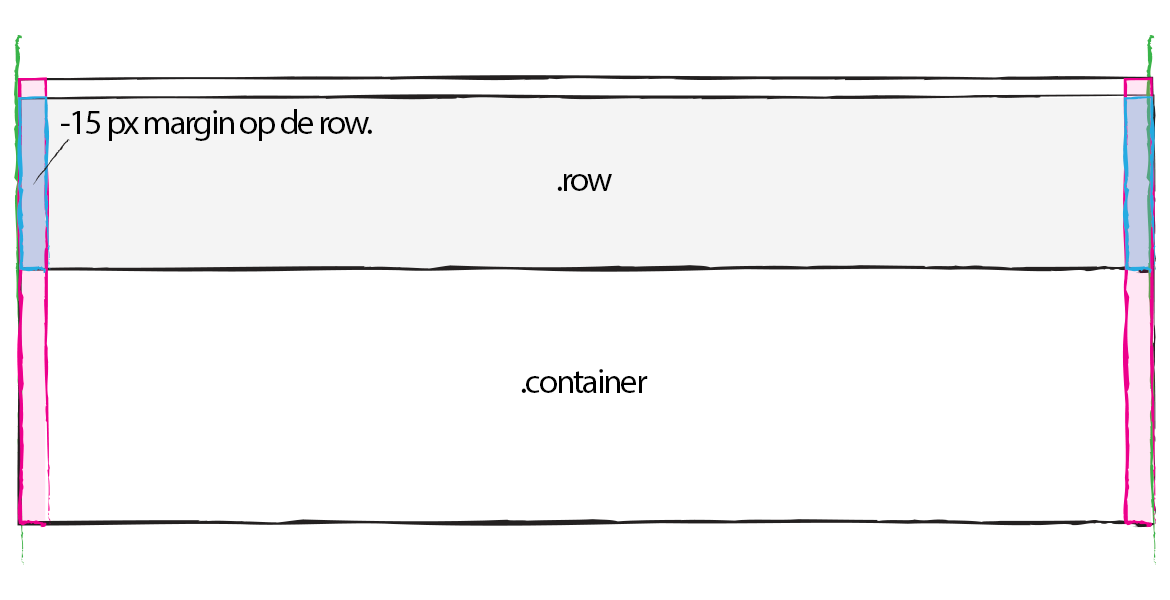 -15 px margin op de row.
.row
.container